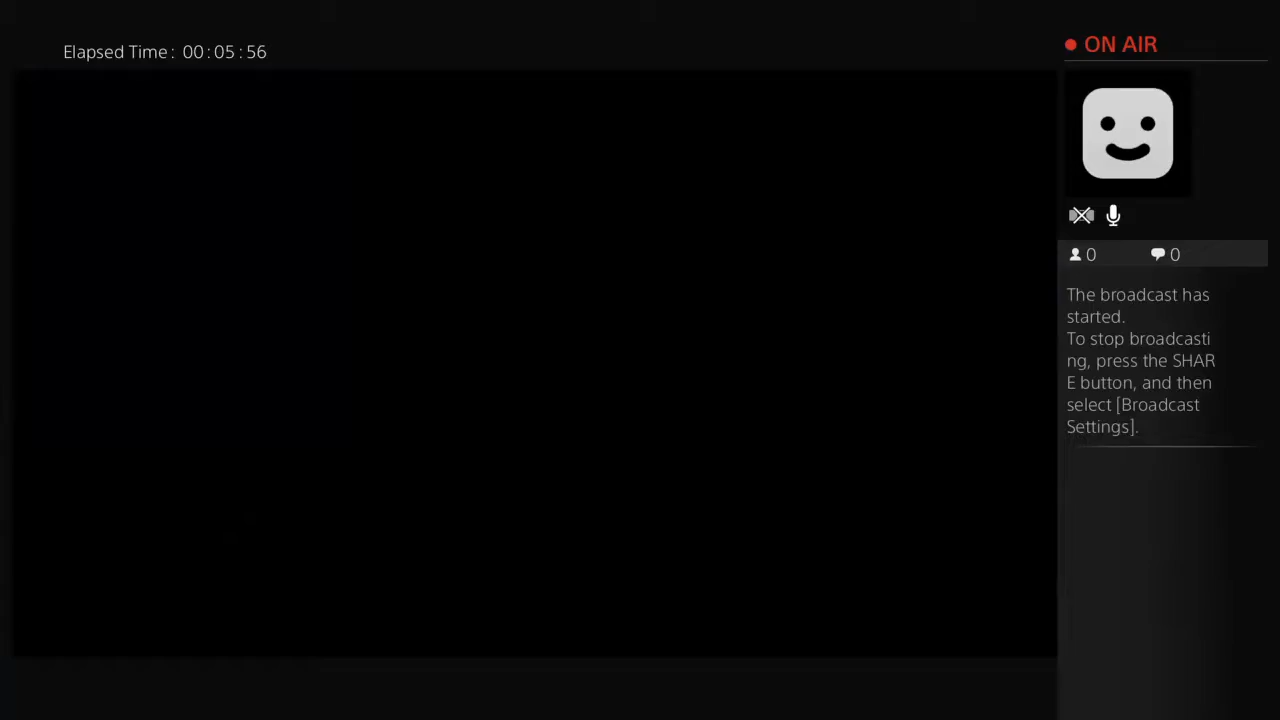 Elapsed Time: 00:05:56
ON AIR
0 0
The broadcast has
started.
To stop broadcasti
ng, press the SHAR
E button, and then
select [Broadcast
Settings].